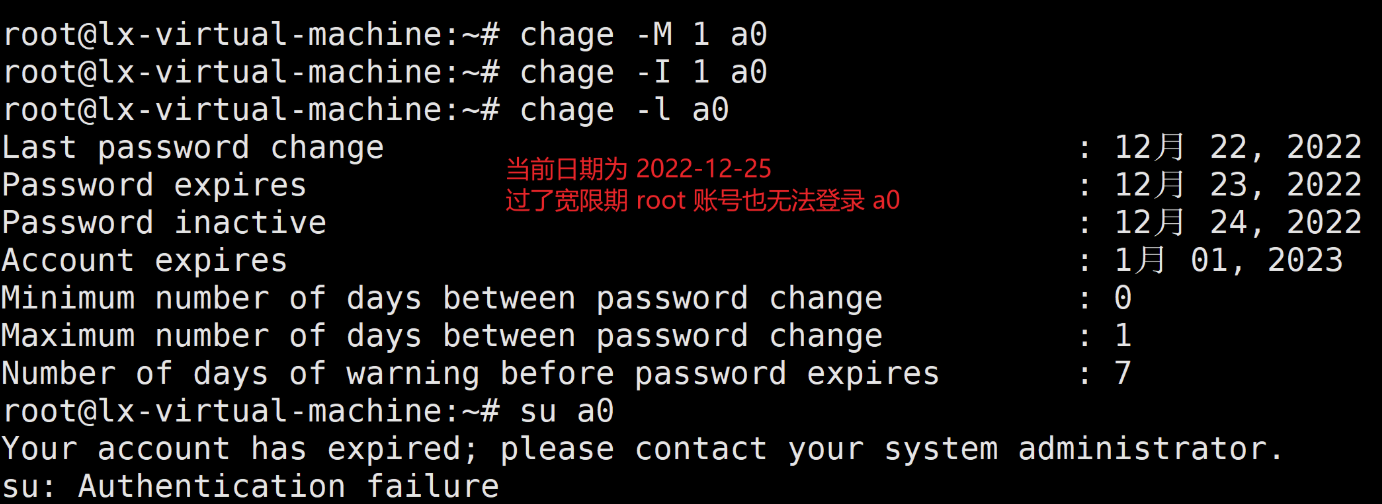 root@lx-virtual-machine:~# chage -M 1 a0
root@lx-virtual-machine:~# chage -I 1 a0
root@lx-virtual-machine:~# chage -l a0
Last password change : 12月 22, 2022
当前日期为 2022-12-25
Password expires : 12月 23, 2022
过了宽限期 root 账号也无法登录 a0
Password inactive : 12月 24, 2022
Account expires : 1月 01, 2023
Minimum number of days between password change : 0
Maximum number of days between password change : 1
Number of days of warning before password expires : 7
root@lx-virtual-machine:~# su a0
Your account has expired; please contact your system administrator.
su: Authentication failure